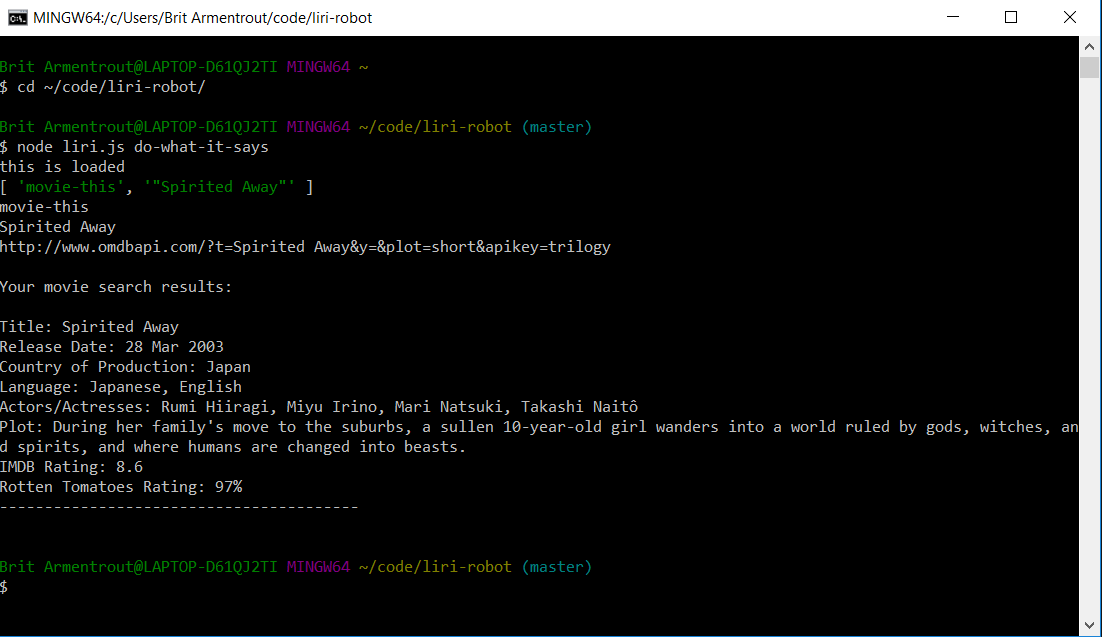 MINGW64:/c/Users/Brit Armentrout/code/liri-robot
Brit Armentrout@LAPTOP-D61QJ2TI MINGW64 ~
$ cd ~/code/liri-robot/
Brit Armentrout@LAPTOP-D61QJ2TI MINGW64 ~/code/liri-robot (master)
$ node liri.js do-what-it-says
this is loaded
[ 'movie-this', '"Spirited Away"' ]
movie-this
Spirited Away
http://www.omdbapi.com/?t=Spirited Away&y=&plot=short&apikey=trilogy
Your movie search results:
Title: Spirited Away
Release Date: 28 Mar 2003
Country of Production: Japan
Language: Japanese, English
Actors/Actresses: Rumi Hiiragi, Miyu Irino, Mari Natsuki, Takashi Naitô
Plot: During her family's move to the suburbs, a sullen 10-year-old girl wanders into a world ruled by gods, witches, an
d spirits, and where humans are changed into beasts.
IMDB Rating: 8.6
Rotten Tomatoes Rating: 97%
----------------------------------------
Brit Armentrout@LAPTOP-D61QJ2TI MINGW64 ~/code/liri-robot (master)
$